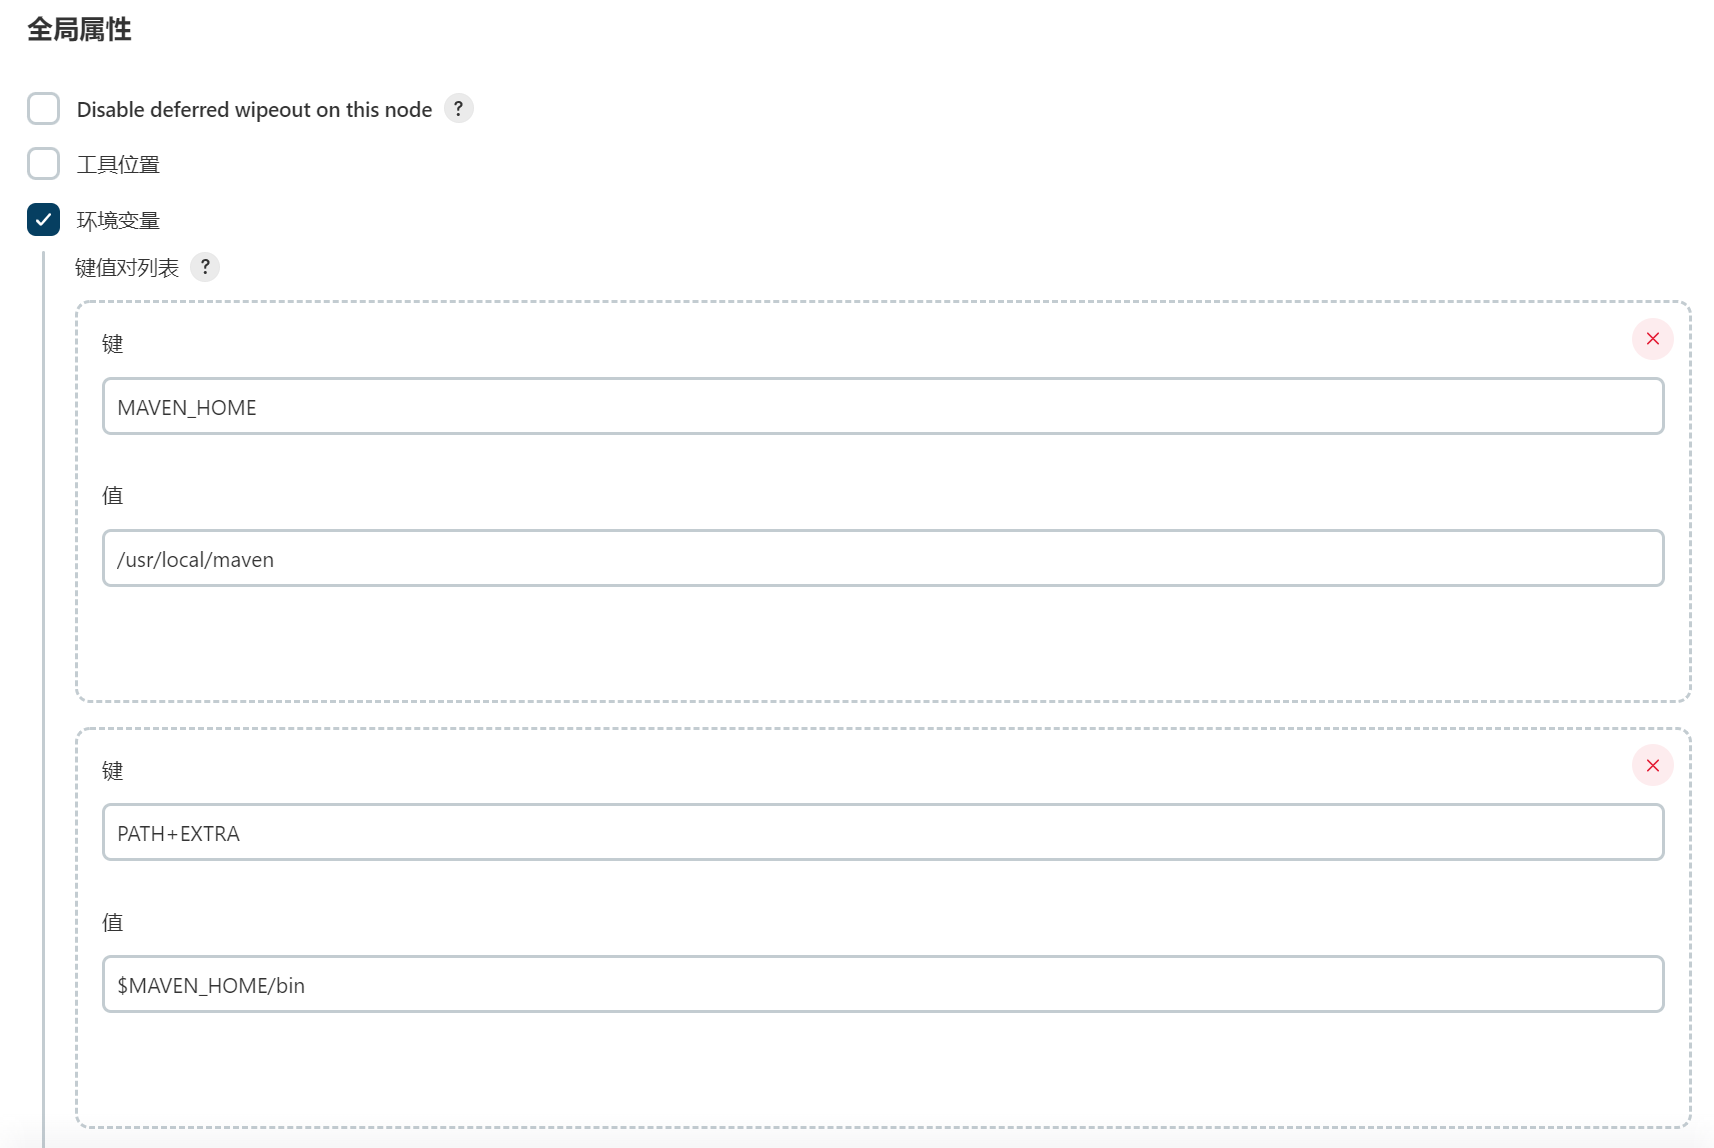 全局属性
Disable deferred wipeout on this node ?
工具位置
环境变量
键值对列表 ?
键
MAVEN_HOME
值
/usr/local/maven
键
PATH+EXTRA
值
$MAVEN_HOME/bin